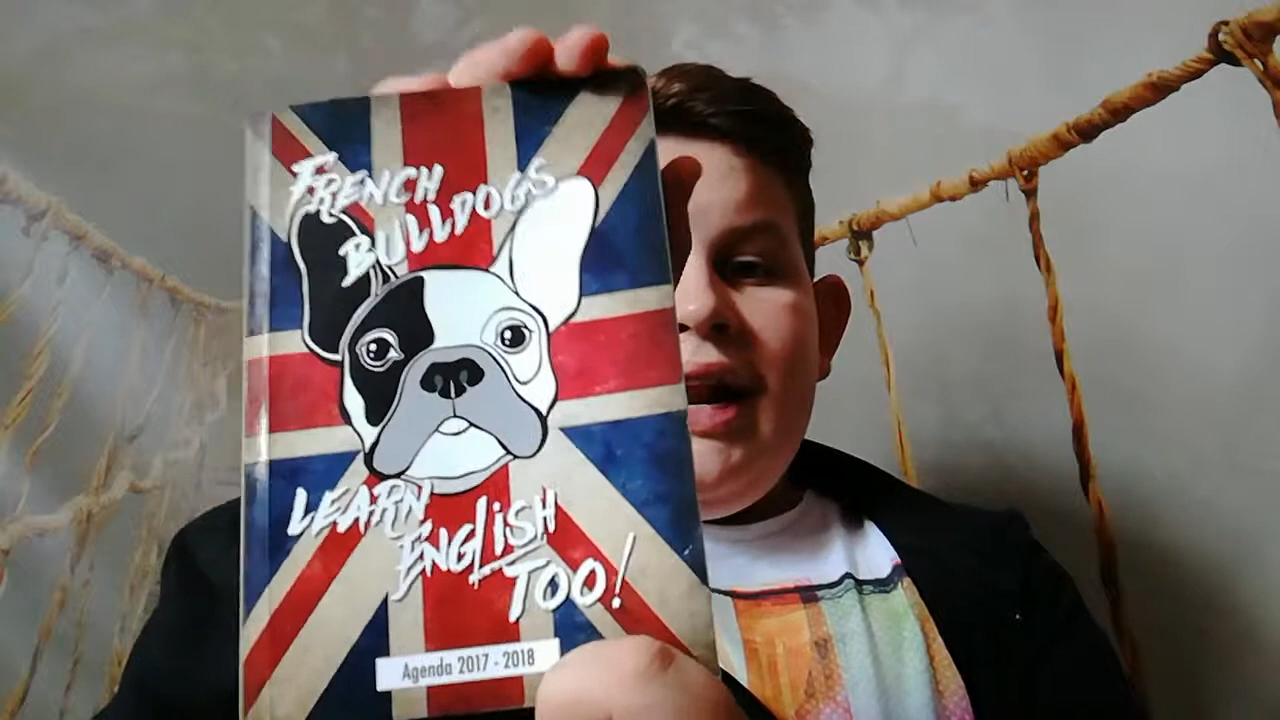 FRENCH
BULLDOGS
LEARN
ENGLISH
TOO!
Agenda 2017 - 2018